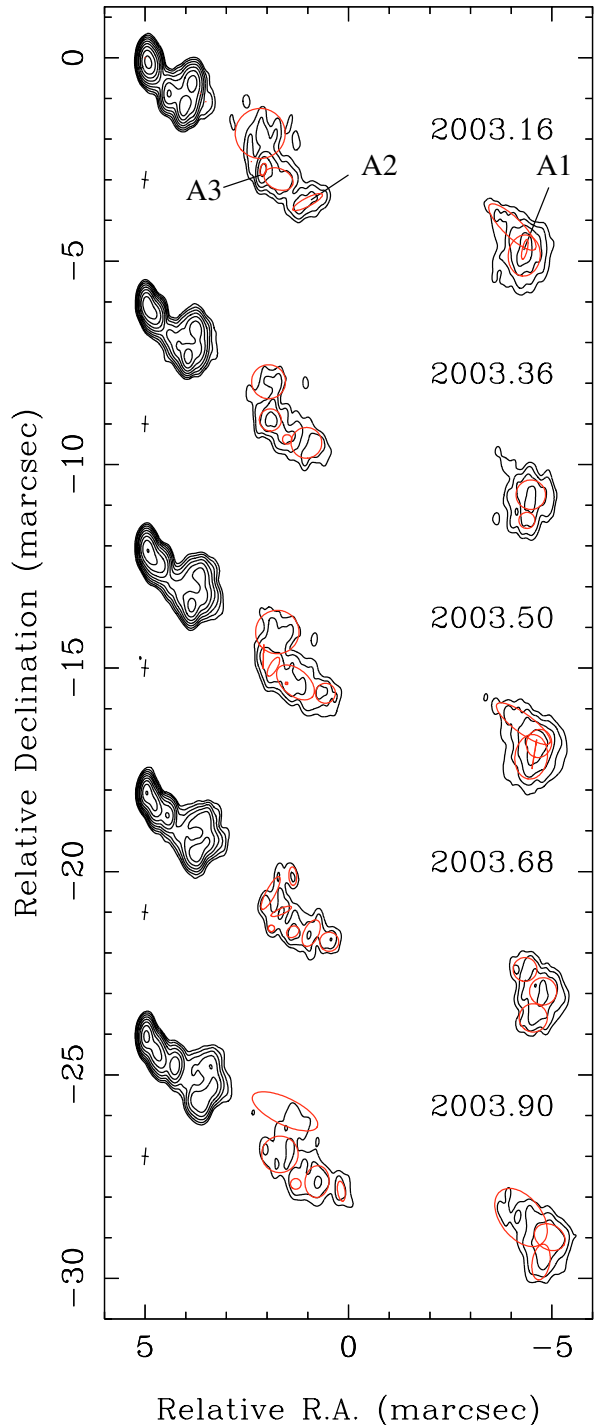 0
2003.16
A3
A2
A1
−5
2003.36
−10
2003.50
−15
2003.68
−20
2003.90
−25
−30
Relative Declination (marcsec)
5 0 −5
Relative R.A. (marcsec)